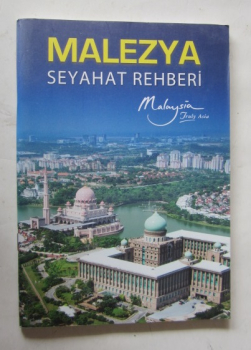 MALEZYA
SEYAHAT REHBERİ
Malaysia
Truly Asia